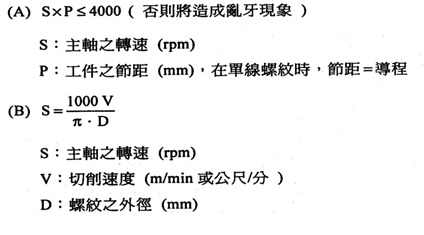 (A) S×P≤4000 ( 否則將造成亂牙現象 )
S：主軸之轉速 (rpm)
P：工件之節距 (mm)，在單線螺紋時，節距=導程
(B) S=1000 V/π · D
S：主軸之轉速 (rpm)
V：切削速度 (m/min 或公尺/分 )
D：螺紋之外徑 (mm)